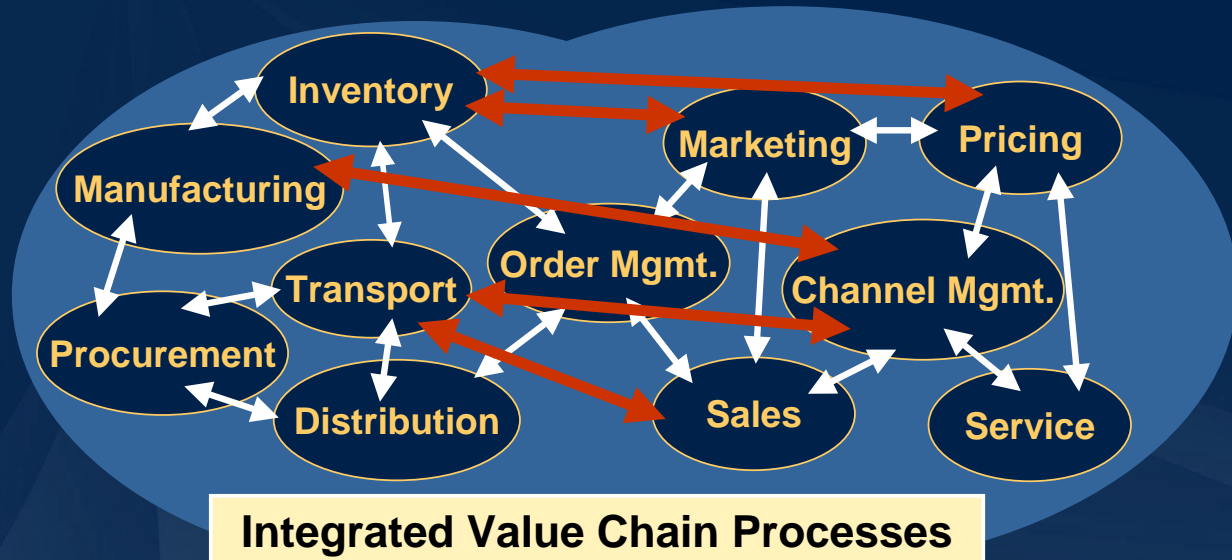 Inventory
Marketing
Pricing
Manufacturing
Order Mgmt.
Transport
Channel Mgmt.
Procurement
Distribution
Sales
Service
Integrated Value Chain Processes